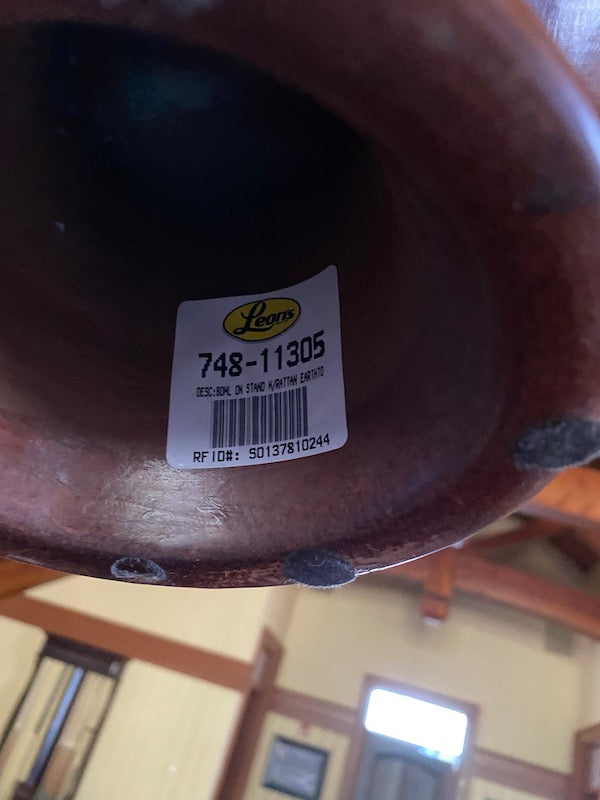 Leon's
748-11305
DESC:BOWL ON STAND W/RATTAN EARTHTO
RFID#: S0137810244